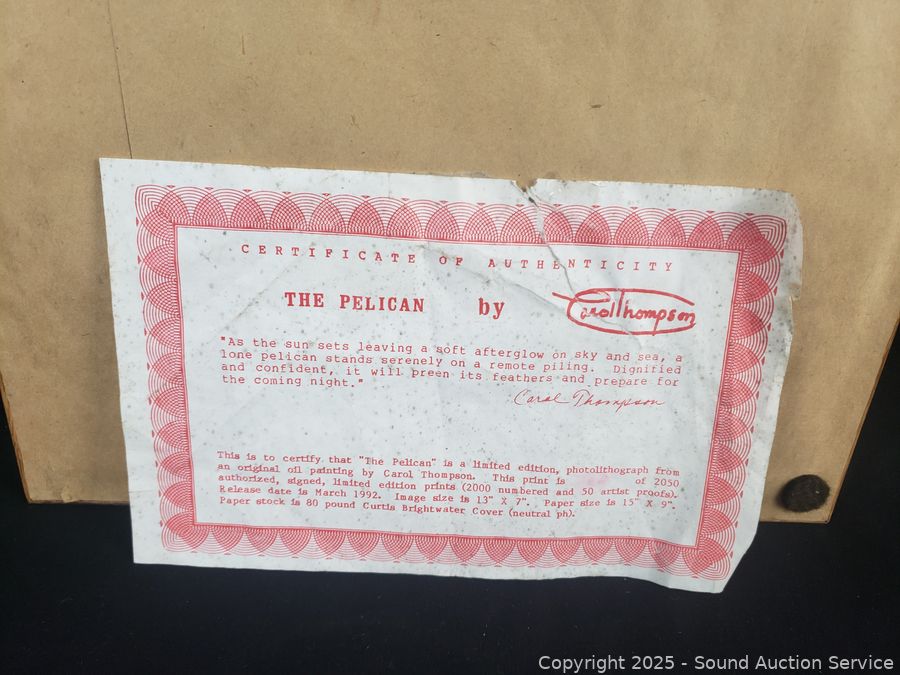 CERTIFICATE OF AUTHENTICITY
THE PELICAN by Carol Thompson
"As the sun sets leaving a soft afterglow on sky and sea, a
lone pelican stands serenely on a remote piling. Dignified
and confident, it will preen its feathers and prepare for
the coming night."
Carol Thompson
This is to certify that "The Pelican" is a limited edition, photolithograph from
an original oil painting by Carol Thompson. This print is of 2050
authorized, signed, limited edition prints (2000 numbered and 50 artist proofs).
Release date is March 1992. Image size is 13" X 7". Paper size is 15" X 9".
Paper stock is 80 pound Curtis Brightwater Cover (neutral ph).
Copyright 2025 - Sound Auction Service